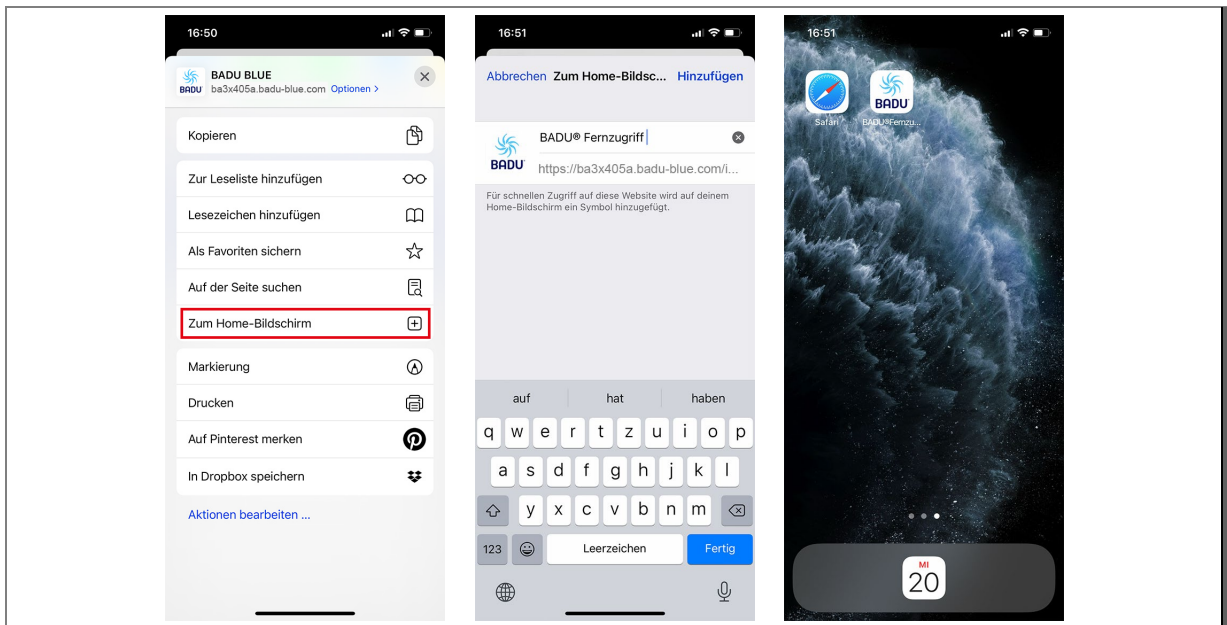 16:50
BADU BLUE
BADU
ba3x405a.badu-blue.com Optionen >
Kopieren
Zur Leseliste hinzufügen
Lesezeichen hinzufügen
Als Favoriten sichern
Auf der Seite suchen
Zum Home-Bildschirm
Markierung
Drucken
Auf Pinterest merken
In Dropbox speichern
Aktionen bearbeiten ...
16:51
Abbrechen Zum Home-Bildsc... Hinzufügen
BADU® Fernzugriff
BADU
https://ba3x405a.badu-blue.com/i...
Für schnellen Zugriff auf diese Website wird auf deinem
Home-Bildschirm ein Symbol hinzugefügt.
auf hat haben
q w e r t z u i o p
a s d f g h j k l
y x c v b n m
123 Leerzeichen Fertig
16:51
BADU
Safari BADU®Fernzu...
MI
20